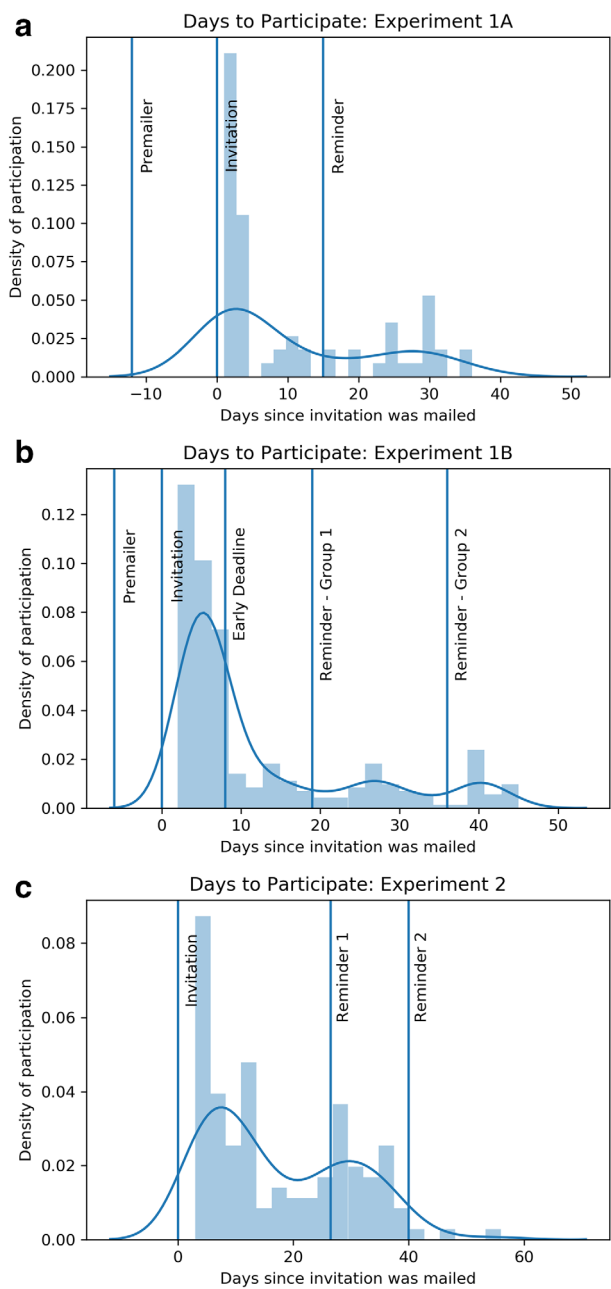 a
Days to Participate: Experiment 1A
Density of participation
0.200
0.175
0.150
0.125
0.100
0.075
0.050
0.025
0.000
Premailer
Invitation
Reminder
−10
0
10
20
30
40
50
Days since invitation was mailed
b
Days to Participate: Experiment 1B
Density of participation
0.12
0.10
0.08
0.06
0.04
0.02
0.00
Premailer
Invitation
Early Deadline
Reminder - Group 1
Reminder - Group 2
0
10
20
30
40
50
Days since invitation was mailed
c
Days to Participate: Experiment 2
Density of participation
0.08
0.06
0.04
0.02
0.00
Invitation
Reminder 1
Reminder 2
0
20
40
60
Days since invitation was mailed